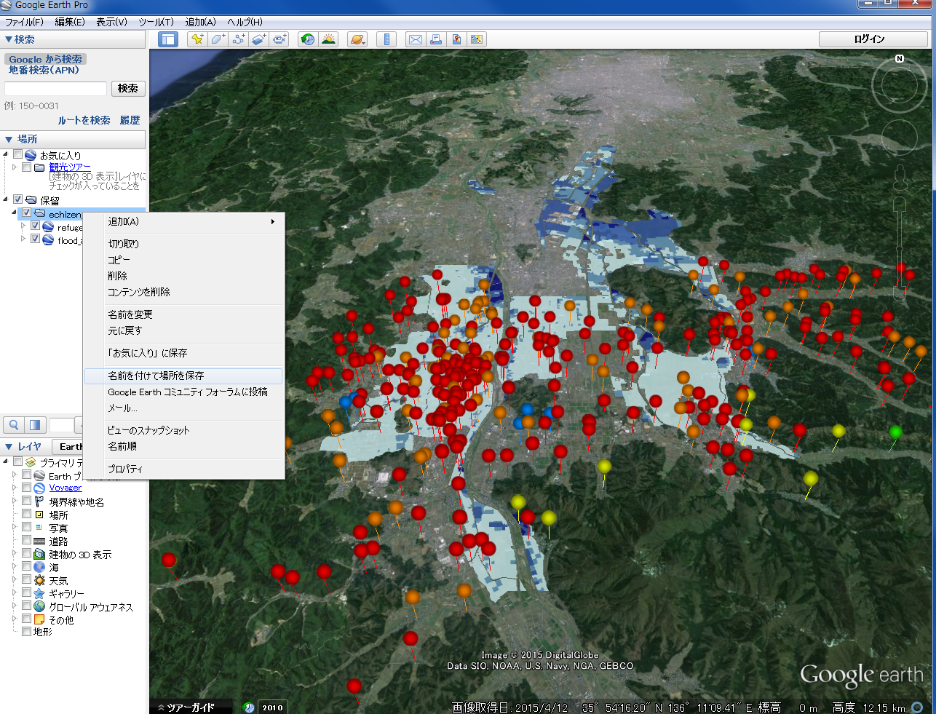 Google Earth Pro
ファイル(F) 編集(E) 表示(V) ツール(T) 追加(A) ヘルプ(H)
ログイン
▼検索
Google から検索
地番検索(APN)
検索
例: 150-0031
ルートを検索 履歴
▼ 場所
お気に入り
観光ツアー
[建物の 3D 表示]レイヤに
チェックが入っていることを
保留
echizen
refuge
flood_
追加(A)
切り取り
コピー
削除
コンテンツを削除
名前を変更
元に戻す
「お気に入り」に保存
名前を付けて場所を保存
Google Earth コミュニティ フォーラムに投稿
メール...
ビューのスナップショット
名前順
プロパティ
▼ レイヤ
Earth
プライマリ
Earth プ
Voyager
境界線や地名
場所
写真
道路
建物の 3D 表示
海
天気
ギャラリー
グローバル アウェアネス
その他
地形
N
Image © 2015 DigitalGlobe
Data SIO, NOAA, U.S. Navy, NGA, GEBCO
Google earth
ツアーガイド
2010
画像取得日: 2015/4/12 35° 54'16.20" N 136° 11'09.41" E 標高 0 m 高度 12.15 km